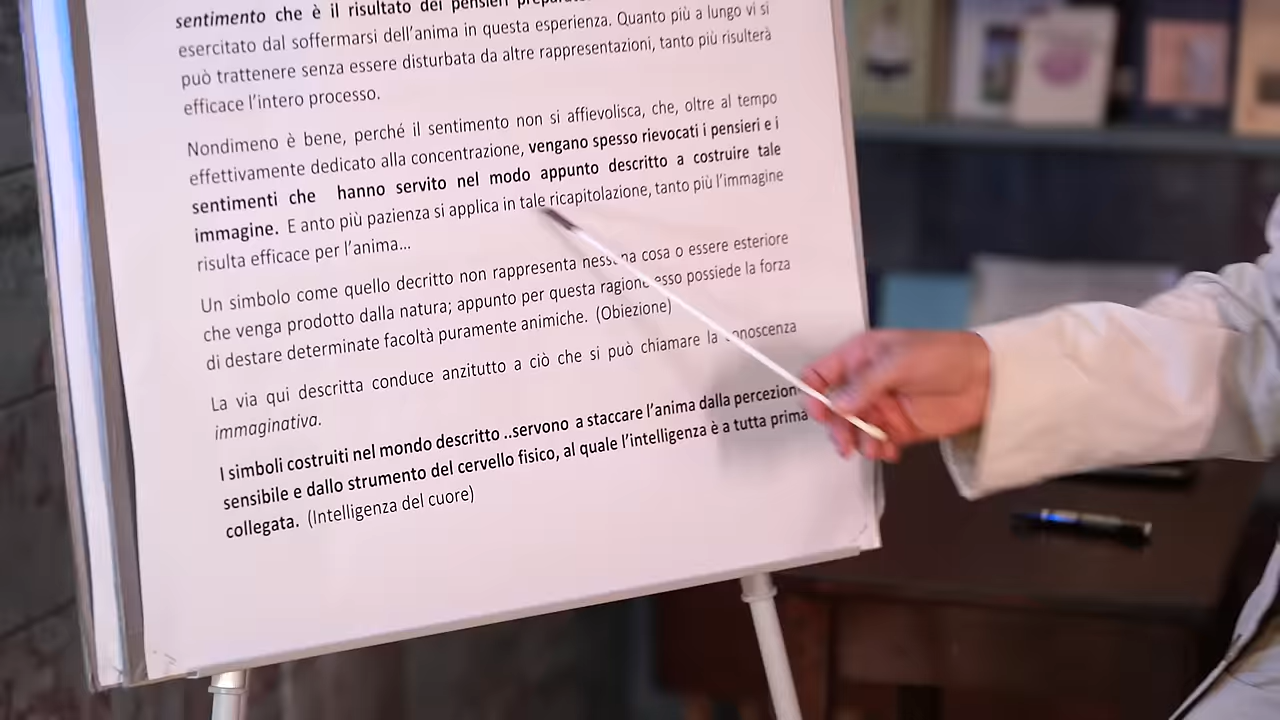 sentimento che è il risultato dei pensieri
esercitato dal soffermarsi dell'anima in questa esperienza. Quanto più a lungo vi si
può trattenere senza essere disturbata da altre rappresentazioni, tanto più risulterà
efficace l'intero processo.
Nondimeno è bene, perché il sentimento non si affievolisca, che, oltre al tempo
effettivamente dedicato alla concentrazione, vengano spesso rievocati i pensieri e i
sentimenti che hanno servito nel modo appunto descritto a costruire tale
immagine. E anto più pazienza si applica in tale ricapitolazione, tanto più l'immagine
risulta efficace per l'anima...
Un simbolo come quello decritto non rappresenta nessuna cosa o essere esteriore
che venga prodotto dalla natura; appunto per questa ragione esso possiede la forza
di destare determinate facoltà puramente animiche. (Obiezione)
La via qui descritta conduce anzitutto a ciò che si può chiamare la conoscenza
immaginativa.
I simboli costruiti nel mondo descritto ..servono a staccare l'anima dalla percezion
sensibile e dallo strumento del cervello fisico, al quale l'intelligenza è a tutta prima
collegata. (Intelligenza del cuore)